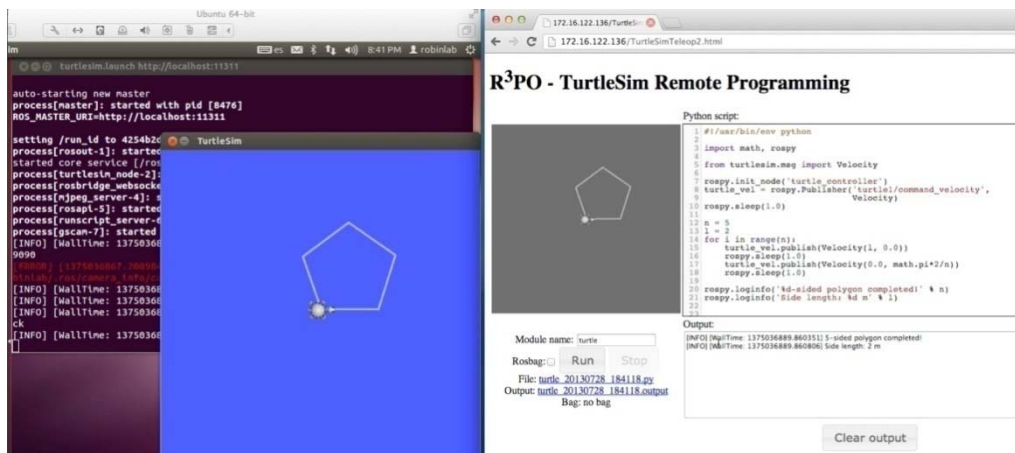 Ubuntu 64-bit
im
es 8:41 PM robinlab
turtlesim.launch http://localhost:11311
auto-starting new master
process[master]: started with pid [8476]
ROS_MASTER_URI=http://localhost:11311
setting /run_id to 4254b2d
process[rosout-1]: started
started core service [/ros
process[turtlesim_node-2]:
process[rosbridge_websocke
process[mjpeg_server-4]: s
process[rosapi-5]: started
process[runscript_server-6
process[gscam-7]: started
[INFO] [WallTime: 13750368
9090
[INFO] [WallTime: 13750368
[INFO] [WallTime: 13750368
[INFO] [WallTime: 13750368
ck
[INFO] [WallTime: 13750368
TurtleSim
172.16.122.136/TurtleSim
172.16.122.136/TurtleSimTeleop2.html
R³PO - TurtleSim Remote Programming
Python script:
1 #!/usr/bin/env python
2
3 import math, rospy
4
5 from turtlesim.msg import Velocity
6
7 rospy.init_node('turtle_controller')
8 turtle_vel = rospy.Publisher('turtle1/command_velocity',
9 Velocity)
10 rospy.sleep(1.0)
11
12 n = 5
13 l = 2
14 for i in range(n):
15 turtle_vel.publish(Velocity(l, 0.0))
16 rospy.sleep(1.0)
17 turtle_vel.publish(Velocity(0.0, math.pi*2/n))
18 rospy.sleep(1.0)
19
20 rospy.loginfo('%d-sided polygon completed!' % n)
21 rospy.loginfo('Side length: %d m' % l)
22
23
Module name: turtle
Rosbag: Run Stop
File: turtle_20130728_184118.py
Output: turtle_20130728_184118.output
Bag: no bag
Output:
[INFO] [WallTime: 1375036889.860351] 5-sided polygon completed!
[INFO] [WallTime: 1375036889.860806] Side length: 2 m
Clear output